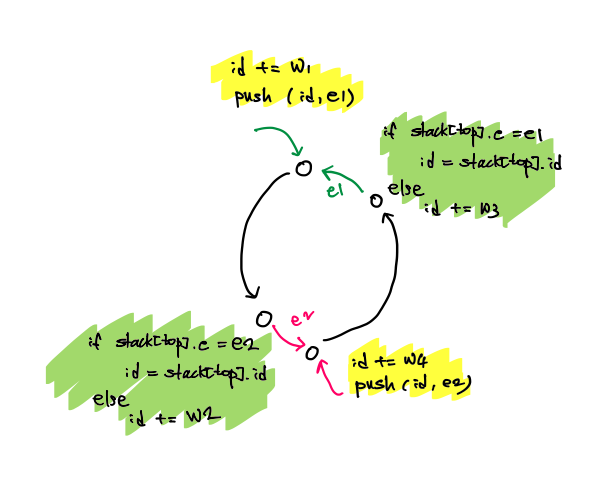 id += W1
push (id, e1)
if stack[top].e = e1
id = stack[top].id
else
id += W3
e1
e2
if stack[top].e = e2
id = stack[top].id
else
id += W2
id += W4
push (id, e2)